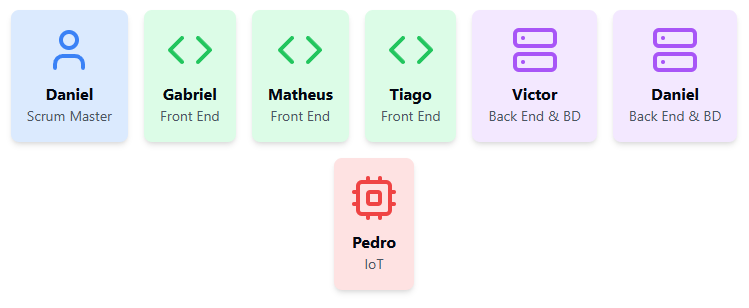 Daniel
Scrum Master
Gabriel
Front End
Matheus
Front End
Tiago
Front End
Victor
Back End & BD
Daniel
Back End & BD
Pedro
IoT